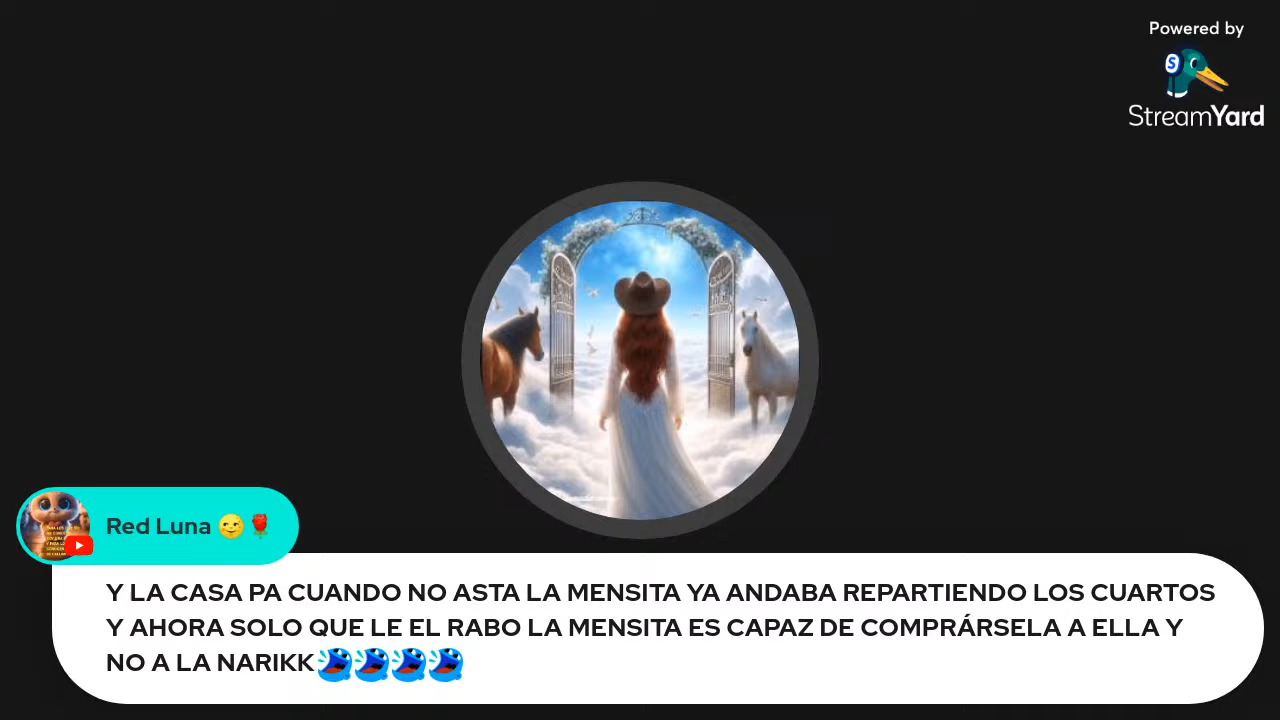 Powered by
StreamYard
Red Luna 🌝🌹
Y LA CASA PA CUANDO NO ASTA LA MENSITA YA ANDABA REPARTIENDO LOS CUARTOS
Y AHORA SOLO QUE LE EL RABO LA MENSITA ES CAPAZ DE COMPRÁRSELA A ELLA Y
NO A LA NARIKK